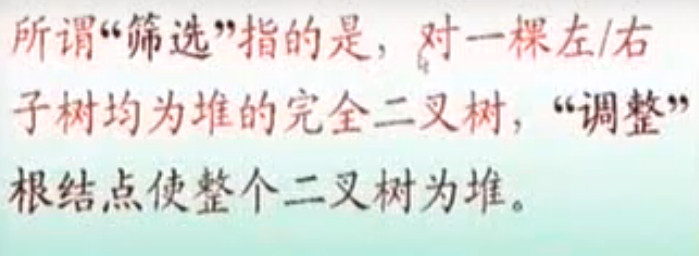 所谓“筛选”指的是，对一棵左/右
子树均为堆的完全二叉树，“调整”
根结点使整个二叉树为堆。